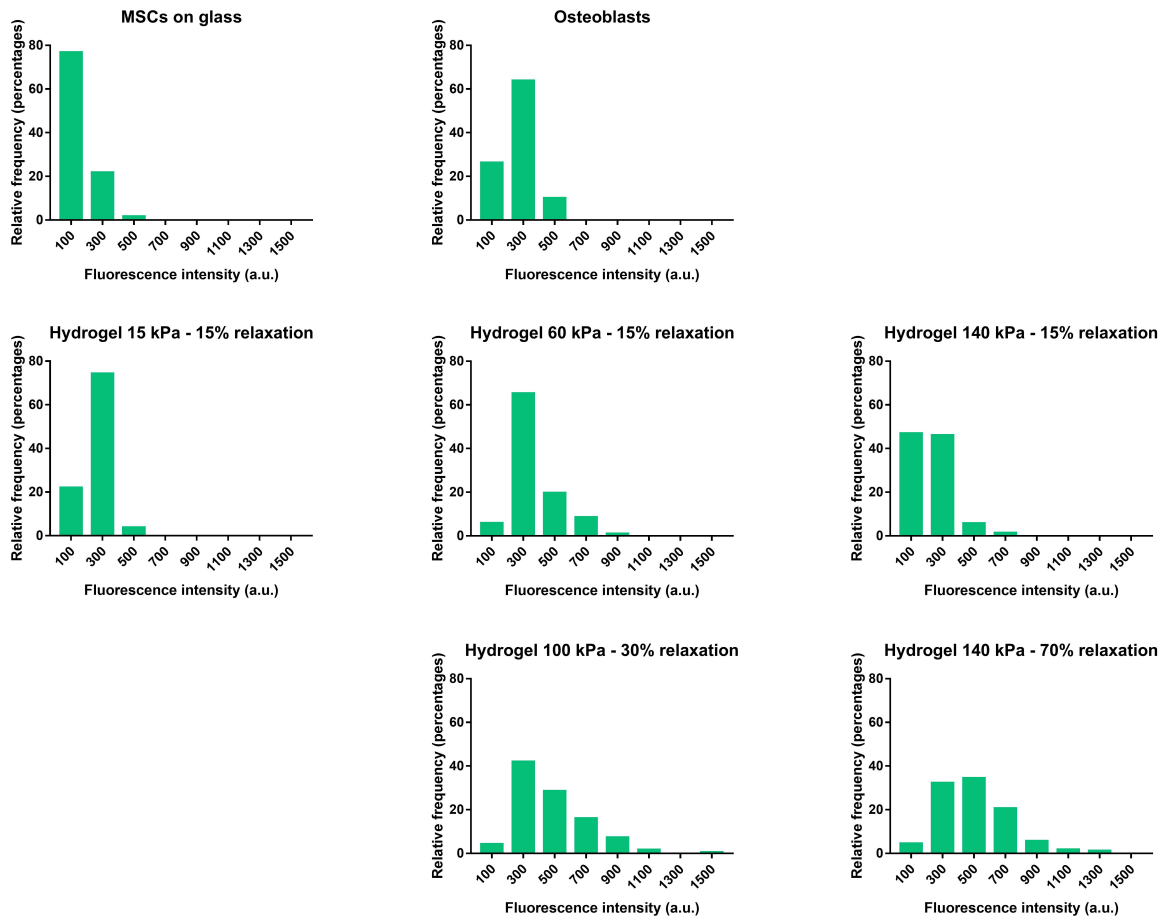 MSCs on glass
Relative frequency (percentages)
80
60
40
20
0
100 300 500 700 900 1100 1300 1500
Fluorescence intensity (a.u.)
Osteoblasts
Relative frequency (percentages)
80
60
40
20
0
100 300 500 700 900 1100 1300 1500
Fluorescence intensity (a.u.)
Hydrogel 15 kPa - 15% relaxation
Relative frequency (percentages)
80
60
40
20
0
100 300 500 700 900 1100 1300 1500
Fluorescence intensity (a.u.)
Hydrogel 60 kPa - 15% relaxation
Relative frequency (percentages)
80
60
40
20
0
100 300 500 700 900 1100 1300 1500
Fluorescence intensity (a.u.)
Hydrogel 140 kPa - 15% relaxation
Relative frequency (percentages)
80
60
40
20
0
100 300 500 700 900 1100 1300 1500
Fluorescence intensity (a.u.)
Hydrogel 100 kPa - 30% relaxation
Relative frequency (percentages)
80
60
40
20
0
100 300 500 700 900 1100 1300 1500
Fluorescence intensity (a.u.)
Hydrogel 140 kPa - 70% relaxation
Relative frequency (percentages)
80
60
40
20
0
100 300 500 700 900 1100 1300 1500
Fluorescence intensity (a.u.)